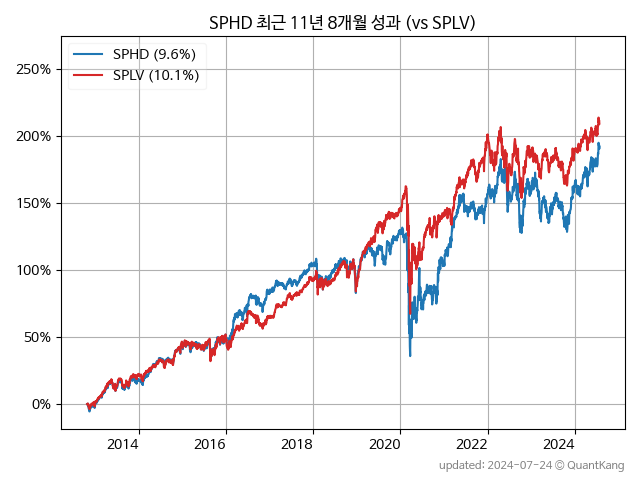 SPHD 최근 11년 8개월 성과 (vs SPLV)
SPHD (9.6%)
SPLV (10.1%)
250%
200%
150%
100%
50%
0%
2014 2016 2018 2020 2022 2024
updated: 2024-07-24 © QuantKang